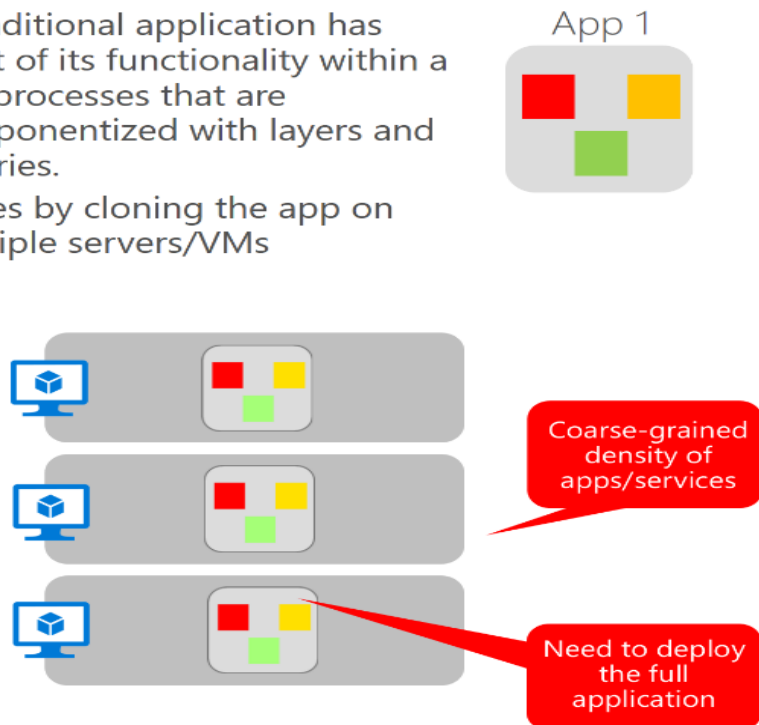 aditional application has
t of its functionality within a
processes that are
ponentized with layers and
ries.
es by cloning the app on
iple servers/VMs
App 1
Coarse-grained
density of
apps/services
Need to deploy
the full
application